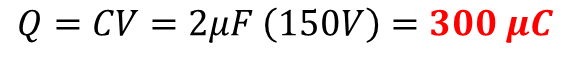 Q = CV = 2μF (150V) = 300 μC